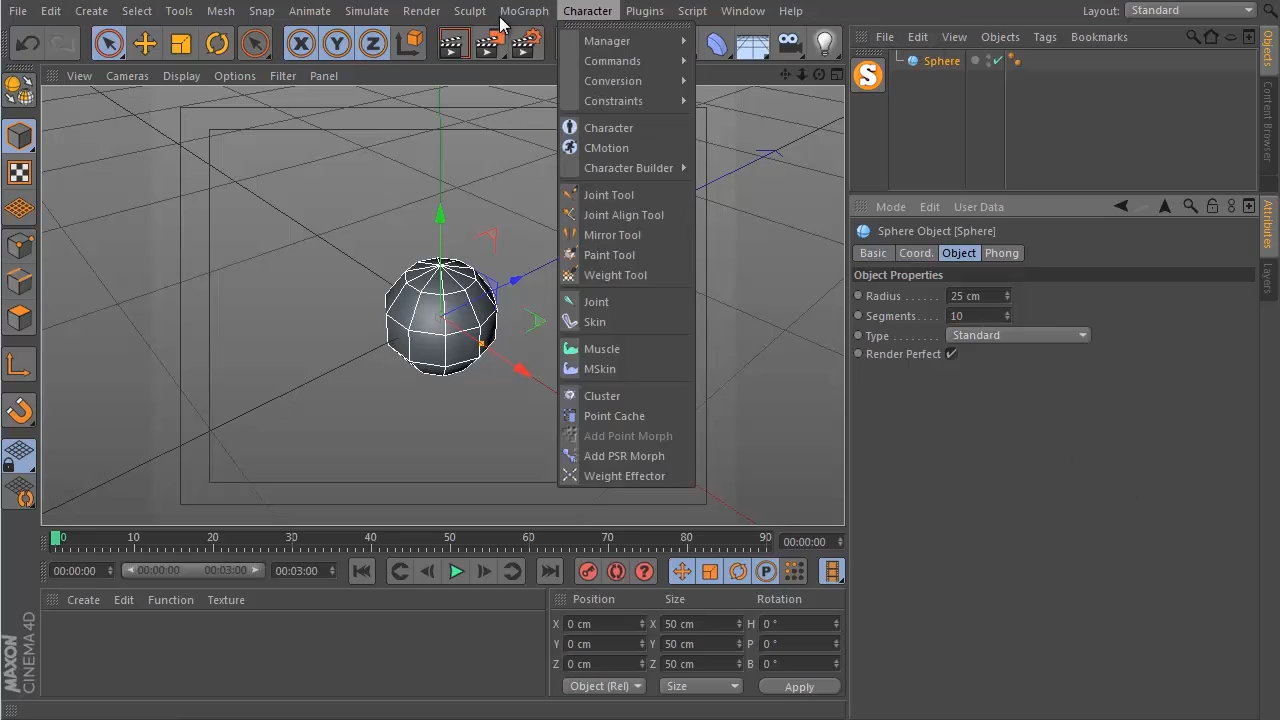 File Edit Create Select Tools Mesh Snap Animate Simulate Render Sculpt MoGraph Character Plugins Script Window Help Layout: Standard
File Edit View Objects Tags Bookmarks
Sphere
View Cameras Display Options Filter Panel
Manager
Commands
Conversion
Constraints
Character
CMotion
Character Builder
Joint Tool
Joint Align Tool
Mirror Tool
Paint Tool
Weight Tool
Joint
Skin
Muscle
MSkin
Cluster
Point Cache
Add Point Morph
Add PSR Morph
Weight Effector
Mode Edit User Data
Sphere Object [Sphere]
Basic Coord. Object Phong
Object Properties
Radius . . . . . . 25 cm
Segments . . . . 10
Type . . . . . . . . Standard
Render Perfect
Objects
Content Browser
Attributes
Layers
0 10 20 30 40 50 60 70 80 90 00:00:00
00:00:00 00:00:00 00:03:00 00:03:00
Create Edit Function Texture
Position Size Rotation
X 0 cm X 50 cm H 0 °
Y 0 cm Y 50 cm P 0 °
Z 0 cm Z 50 cm B 0 °
Object (Rel) Size Apply
MAXON
CINEMA 4D